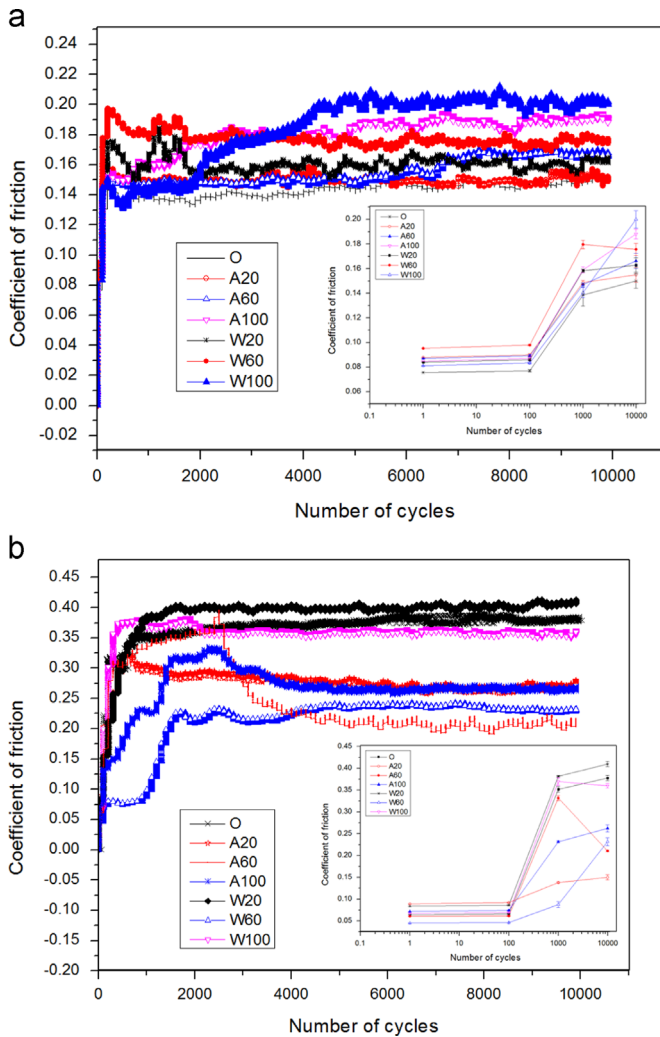 a
0.24
0.22
0.20
0.18
0.16
0.14
0.12
0.10
0.08
0.06
0.04
0.02
0.00
-0.02
Coefficient of friction
0 2000 4000 6000 8000 10000
Number of cycles
O
A20
A60
A100
W20
W60
W100
0.20
0.18
0.16
0.14
0.12
0.10
0.08
0.06
Coefficient of friction
O
A20
A60
A100
W20
W60
W100
0.1 1 10 100 1000 10000
Number of cycles
b
0.45
0.40
0.35
0.30
0.25
0.20
0.15
0.10
0.05
0.00
-0.05
-0.10
-0.15
-0.20
Coefficient of friction
0 2000 4000 6000 8000 10000
Number of cycles
O
A20
A60
A100
W20
W60
W100
0.45
0.40
0.35
0.30
0.25
0.20
0.15
0.10
0.05
Coefficient of friction
O
A20
A60
A100
W20
W60
W100
0.1 1 10 100 1000 10000
Number of cycles